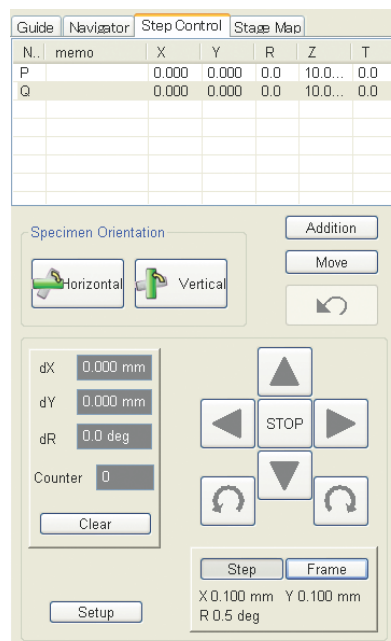 Guide Navigator Step Control Stage Map
N.. memo X Y R Z T
P 0.000 0.000 0.0 10.0... 0.0
Q 0.000 0.000 0.0 10.0... 0.0
Specimen Orientation
Addition
Horizontal Vertical
Move
dX 0.000 mm
dY 0.000 mm
STOP
dR 0.0 deg
Counter 0
Clear
Step Frame
X 0.100 mm Y 0.100 mm
R 0.5 deg
Setup